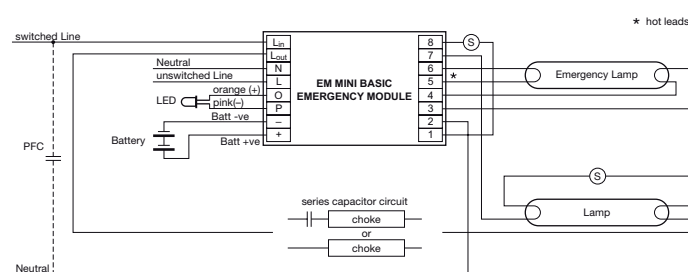 * hot leads
switched Line
Lin
Lout
N
L
O
P
–
+
Neutral
unswitched Line
orange (+)
LED
pink(–)
Batt -ve
Battery
Batt +ve
EM MINI BASIC
EMERGENCY MODULE
8
7
6
5
4
3
2
1
S
*
Emergency Lamp
PFC
S
Lamp
series capacitor circuit
choke
or
choke
Neutral